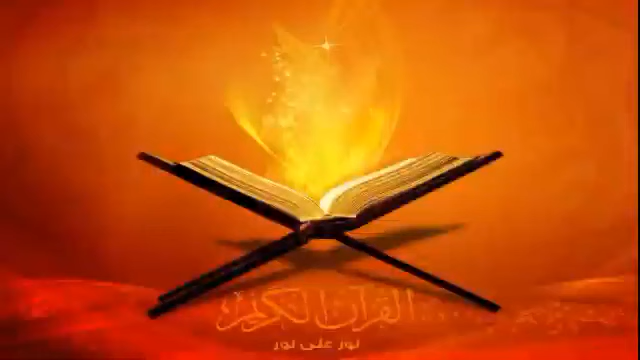 القرآن الكريم
نور على نور